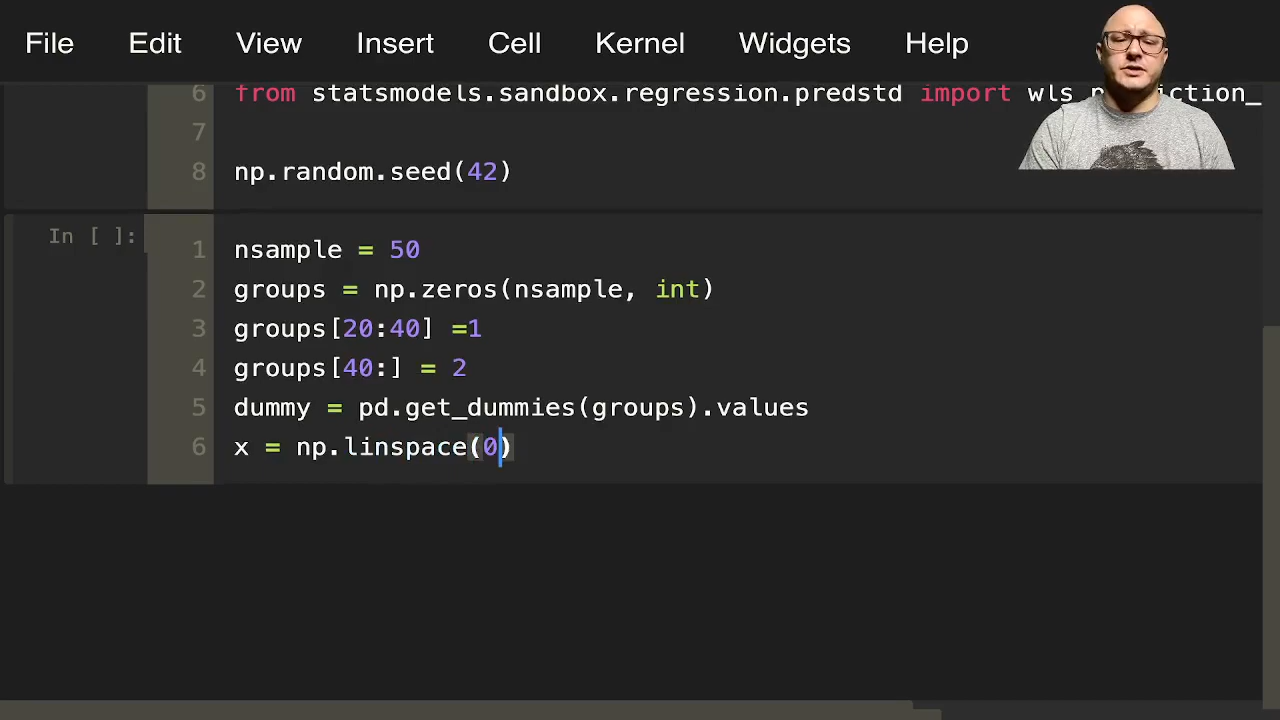 File Edit View Insert Cell Kernel Widgets Help
6 from statsmodels.sandbox.regression.predstd import wls
7
8 np.random.seed(42)
In [ ]:
1 nsample = 50
2 groups = np.zeros(nsample, int)
3 groups[20:40] =1
4 groups[40:] = 2
5 dummy = pd.get_dummies(groups).values
6 x = np.linspace(0)